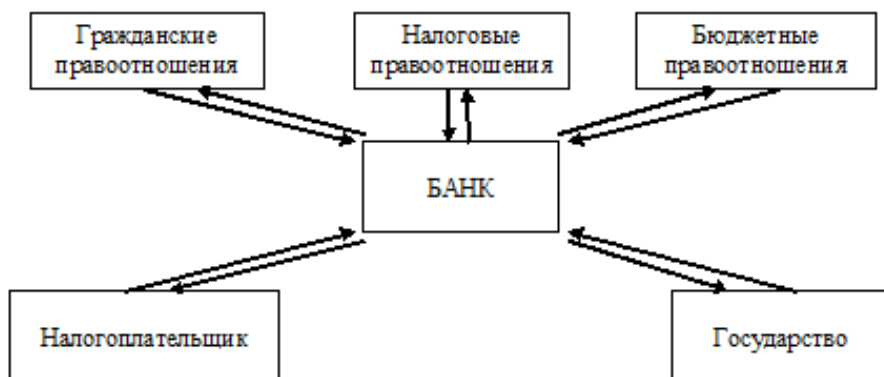 Гражданские
правоотношения
Налоговые
правоотношения
Бюджетные
правоотношения
БАНК
Налогоплательщик
Государство